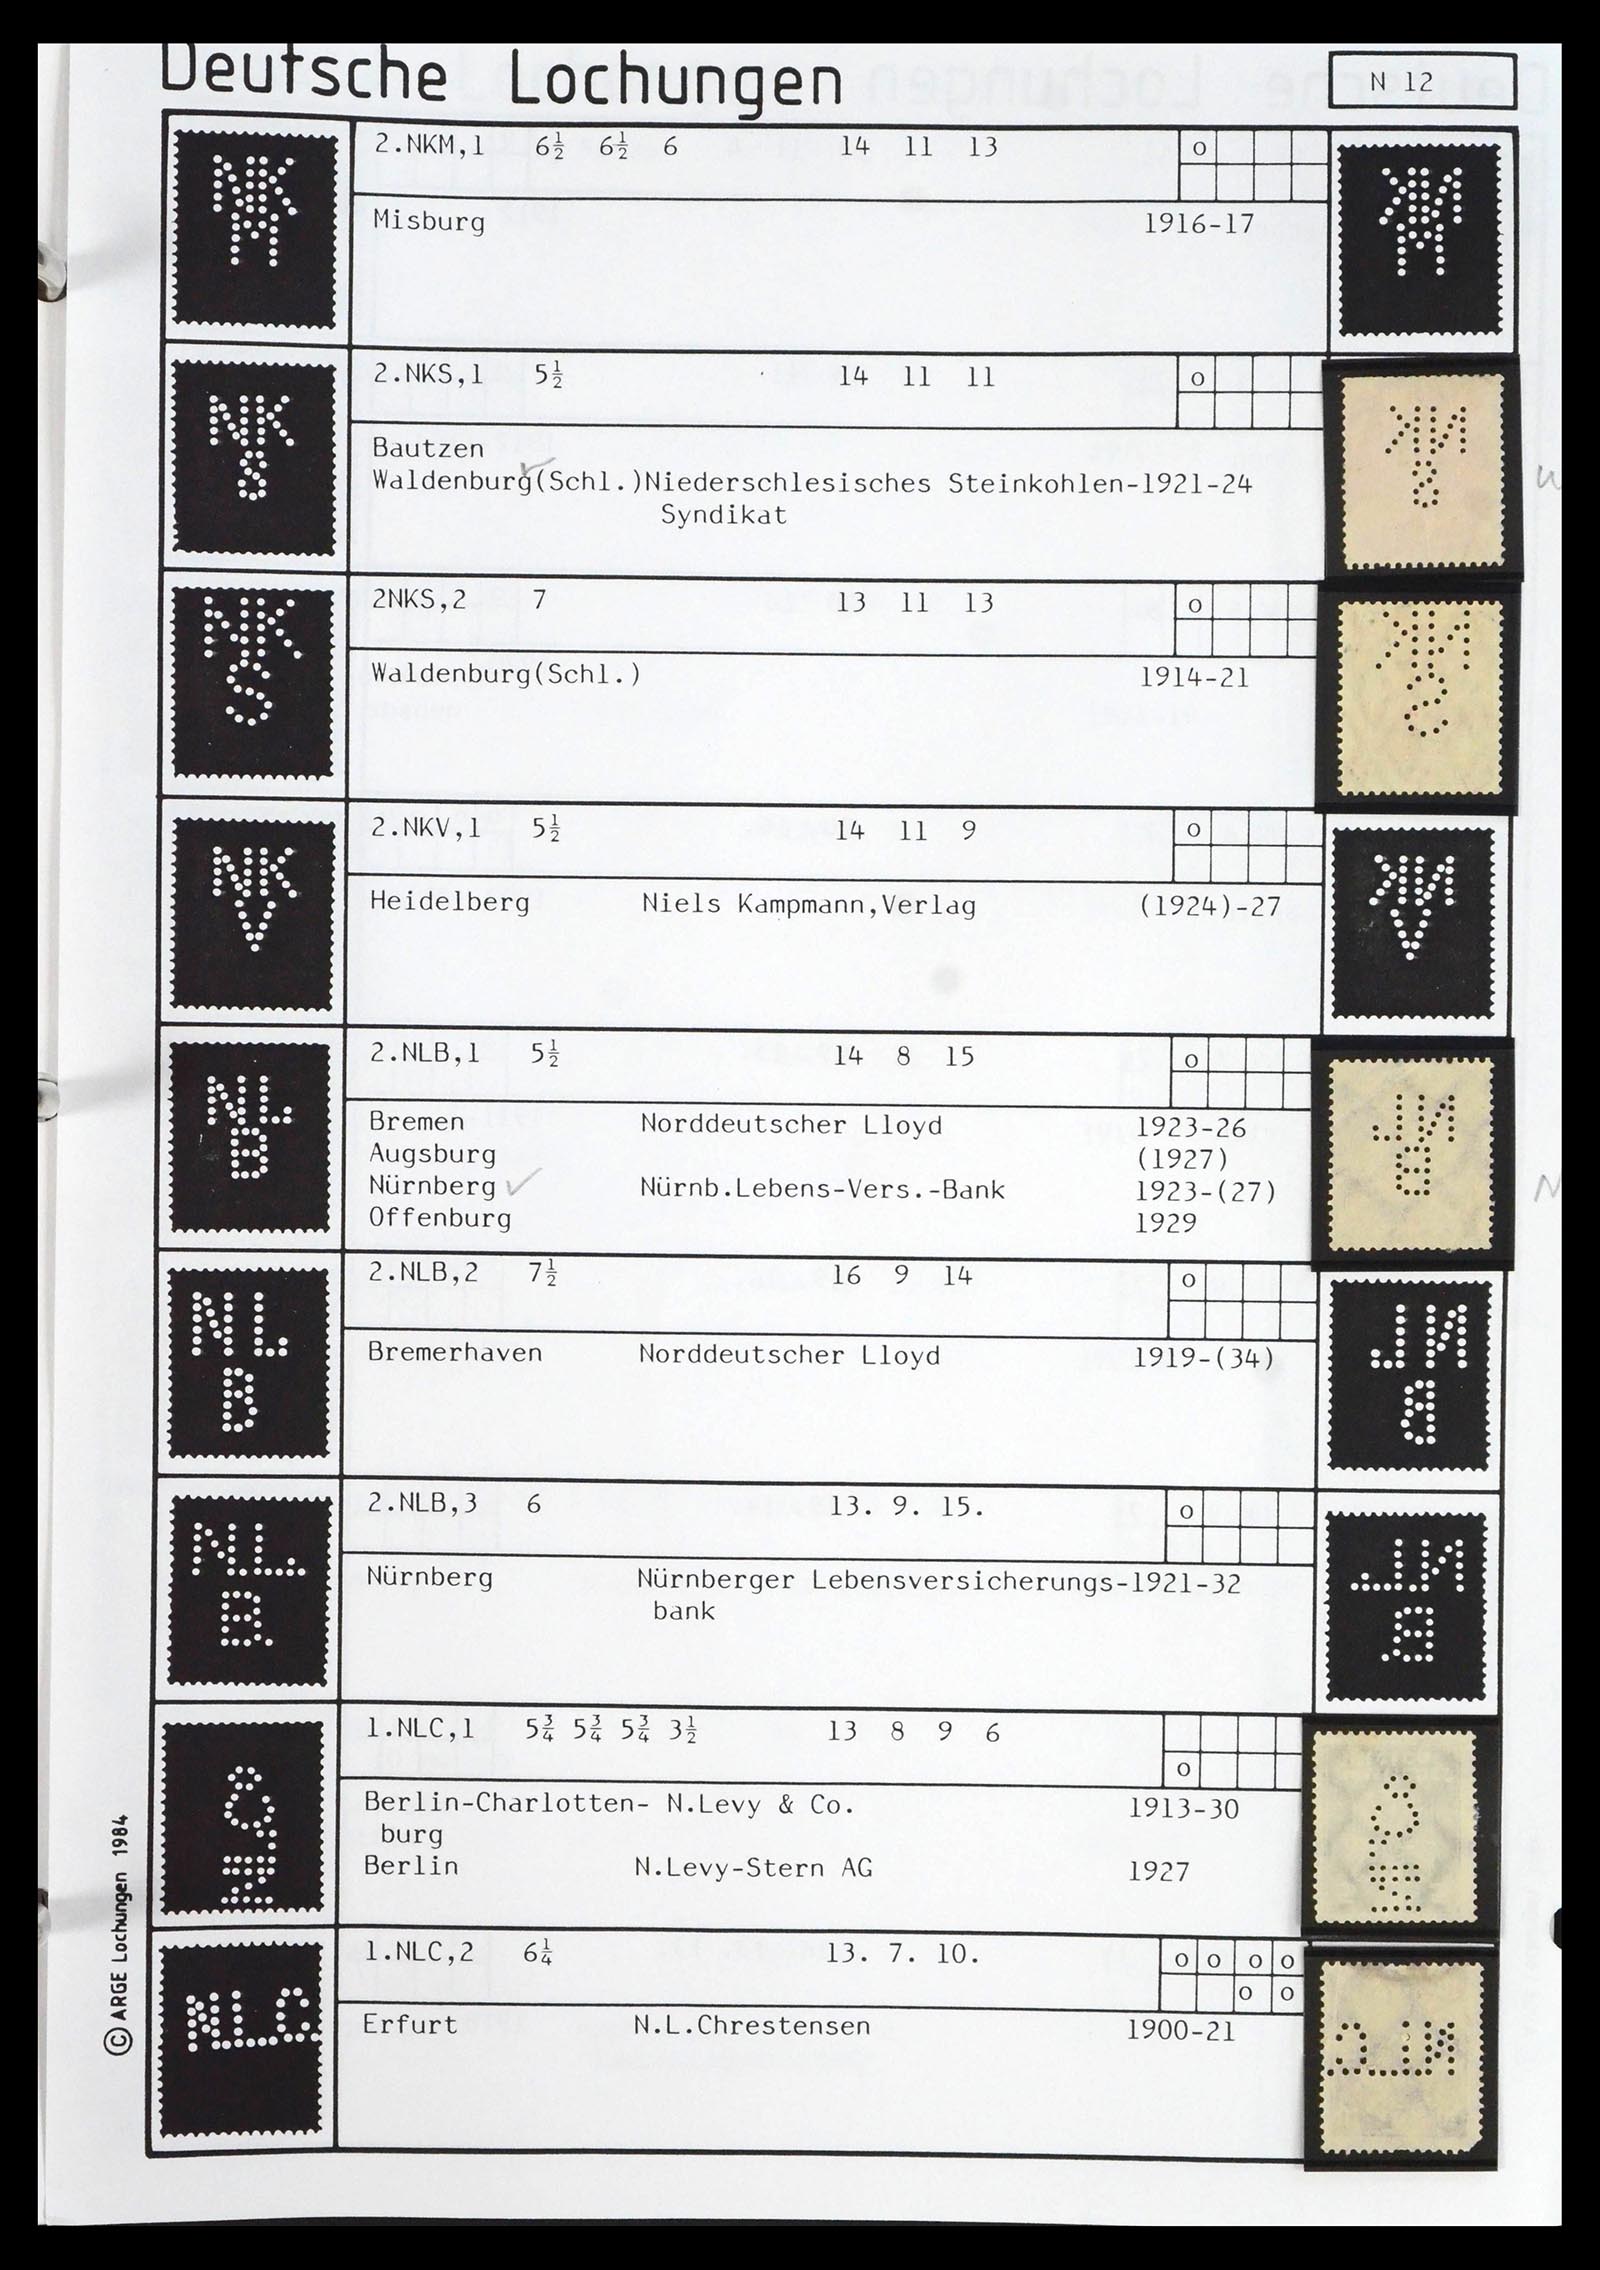 Deutsche Lochungen
N 12
NK
M
2.NKM,1 6½ 6½ 6 14 11 13 o
Misburg 1916-17
NK
S
2.NKS,1 5½ 14 11 11 o
Bautzen
Waldenburg(Schl.)Niederschlesisches Steinkohlen-1921-24
Syndikat
NK
S
2NKS,2 7 13 11 13 o
Waldenburg(Schl.) 1914-21
NK
V
2.NKV,1 5½ 14 11 9 o
Heidelberg Niels Kampmann,Verlag (1924)-27
NL
B
2.NLB,1 5½ 14 8 15 o
Bremen Norddeutscher Lloyd 1923-26
Augsburg (1927)
Nürnberg Nürnb.Lebens-Vers.-Bank 1923-(27)
Offenburg 1929
NL
B
2.NLB,2 7½ 16 9 14 o
Bremerhaven Norddeutscher Lloyd 1919-(34)
N.L.
B.
2.NLB,3 6 13. 9. 15. o
Nürnberg Nürnberger Lebensversicherungs-1921-32
bank
1.NLC,1 5¾ 5¾ 5¾ 3½ 13 8 9 6
o
Berlin-Charlotten- N.Levy & Co. 1913-30
burg
Berlin N.Levy-Stern AG 1927
N.L.C.
1.NLC,2 6¼ 13. 7. 10. o o o o
o o
Erfurt N.L.Chrestensen 1900-21
© ARGE Lochungen 1984